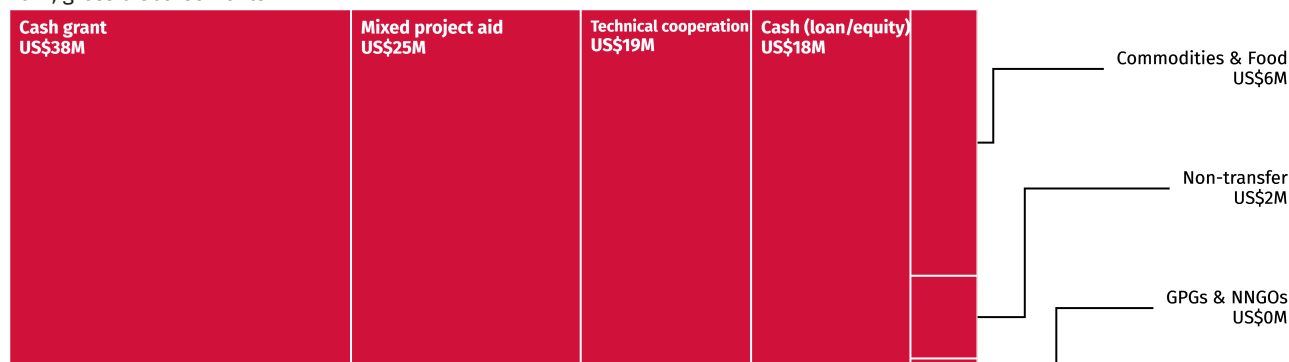 Cash grant
US$38M
Mixed project aid
US$25M
Technical cooperation
US$19M
Cash (loan/equity)
US$18M
Commodities & Food
US$6M
Non-transfer
US$2M
GPGs & NNGOs
US$0M